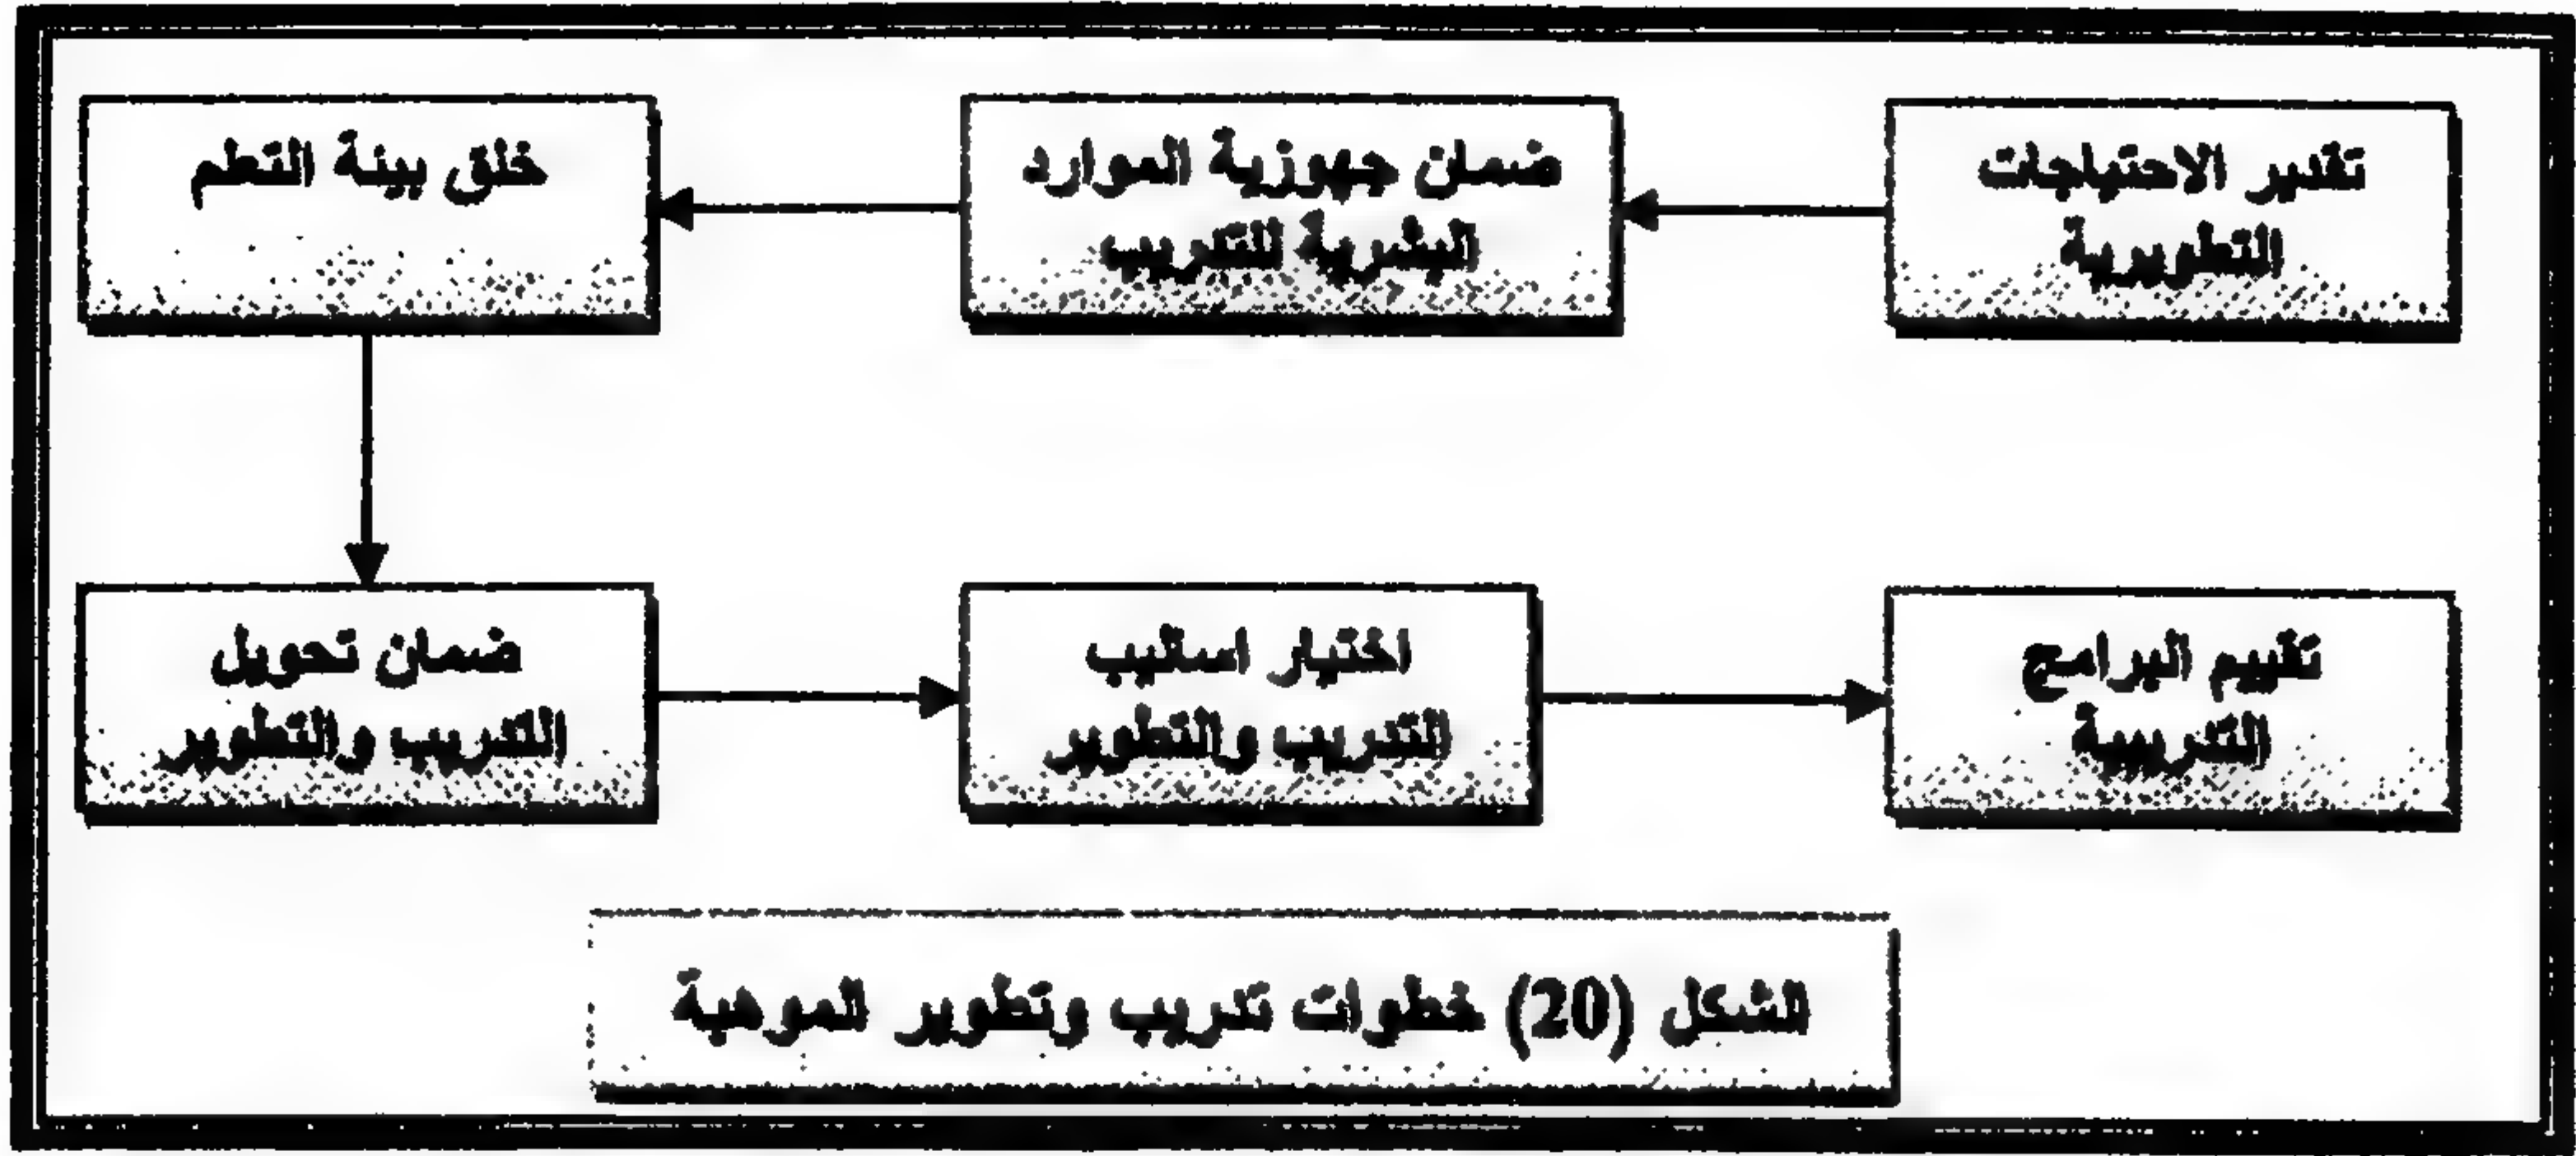 تقدير الاحتياجات
التطويرية
ضمان جهوزية الموارد
البشرية للتدريب
خلق بيئة التعلم
ضمان تحويل
التدريب والتطوير
اختيار اساليب
التدريب والتطوير
تقييم البرامج
التدريبية
الشكل (20) خطوات تدريب وتطوير الموهبة